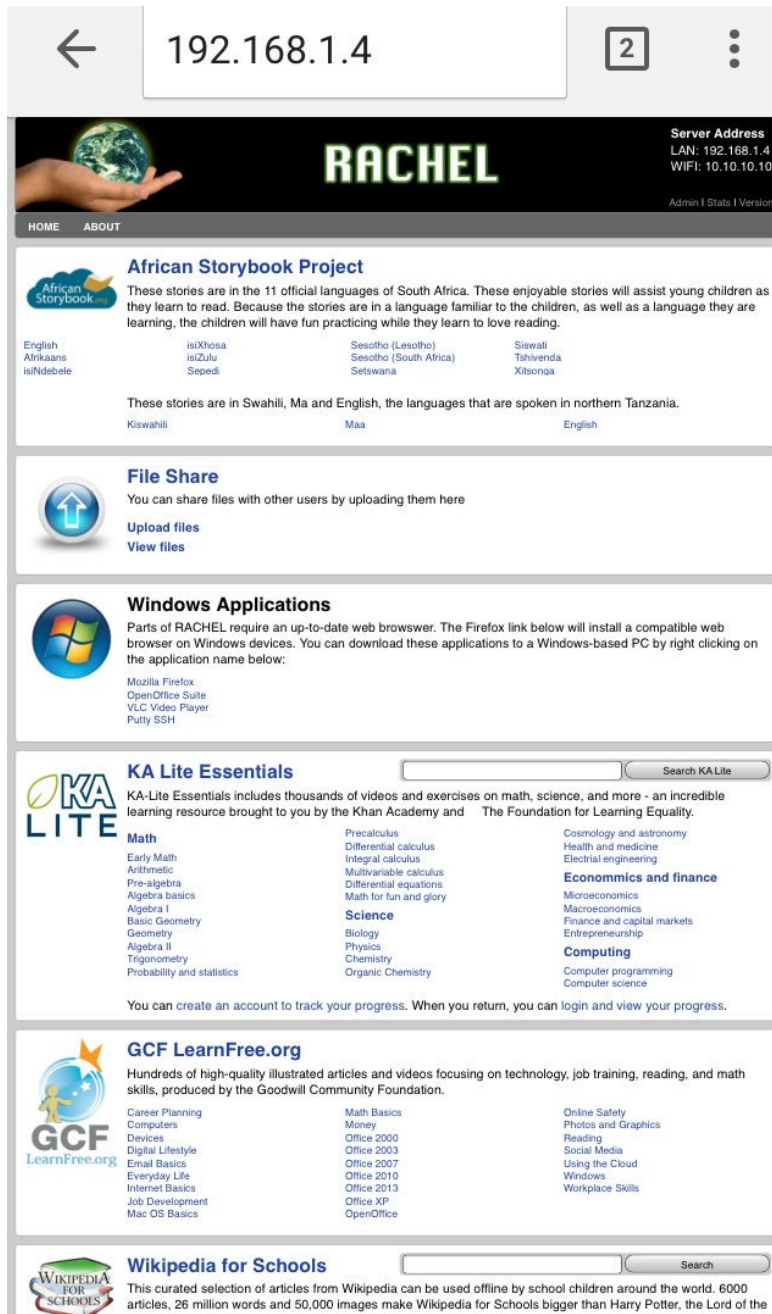 192.168.1.4
2
RACHEL
Server Address
LAN: 192.168.1.4
WIFI: 10.10.10.10
Admin | Stats | Version
HOME ABOUT
African Storybook.org
African Storybook Project
These stories are in the 11 official languages of South Africa. These enjoyable stories will assist young children as
they learn to read. Because the stories are in a language familiar to the children, as well as a language they are
learning, the children will have fun practicing while they learn to love reading.
English isiXhosa Sesotho (Lesotho) Siswati
Afrikaans isiZulu Sesotho (South Africa) Tshivenda
isiNdebele Sepedi Setswana Xitsonga
These stories are in Swahili, Ma and English, the languages that are spoken in northern Tanzania.
Kiswahili Maa English
File Share
You can share files with other users by uploading them here
Upload files
View files
Windows Applications
Parts of RACHEL require an up-to-date web browswer. The Firefox link below will install a compatible web
browser on Windows devices. You can download these applications to a Windows-based PC by right clicking on
the application name below:
Mozilla Firefox
OpenOffice Suite
VLC Video Player
Putty SSH
KA LITE
KA Lite Essentials
Search KA Lite
KA-Lite Essentials includes thousands of videos and exercises on math, science, and more - an incredible
learning resource brought to you by the Khan Academy and The Foundation for Learning Equality.
Math
Early Math
Arithmetic
Pre-algebra
Algebra basics
Algebra I
Basic Geometry
Geometry
Algebra II
Trigonometry
Probability and statistics
Precalculus
Differential calculus
Integral calculus
Multivariable calculus
Differential equations
Math for fun and glory
Science
Biology
Physics
Chemistry
Organic Chemistry
Cosmology and astronomy
Health and medicine
Electrial engineering
Econommics and finance
Microeconomics
Macroeconomics
Finance and capital markets
Entrepreneurship
Computing
Computer programming
Computer science
You can create an account to track your progress. When you return, you can login and view your progress.
GCF
LearnFree.org
GCF LearnFree.org
Hundreds of high-quality illustrated articles and videos focusing on technology, job training, reading, and math
skills, produced by the Goodwill Community Foundation.
Career Planning
Computers
Devices
Digital Lifestyle
Email Basics
Everyday Life
Internet Basics
Job Development
Mac OS Basics
Math Basics
Money
Office 2000
Office 2003
Office 2007
Office 2010
Office 2013
Office XP
OpenOffice
Online Safety
Photos and Graphics
Reading
Social Media
Using the Cloud
Windows
Workplace Skills
WIKIPEDIA
FOR
SCHOOLS
Wikipedia for Schools
Search
This curated selection of articles from Wikipedia can be used offline by school children around the world. 6000
articles, 26 million words and 50,000 images make Wikipedia for Schools bigger than Harry Potter, the Lord of the